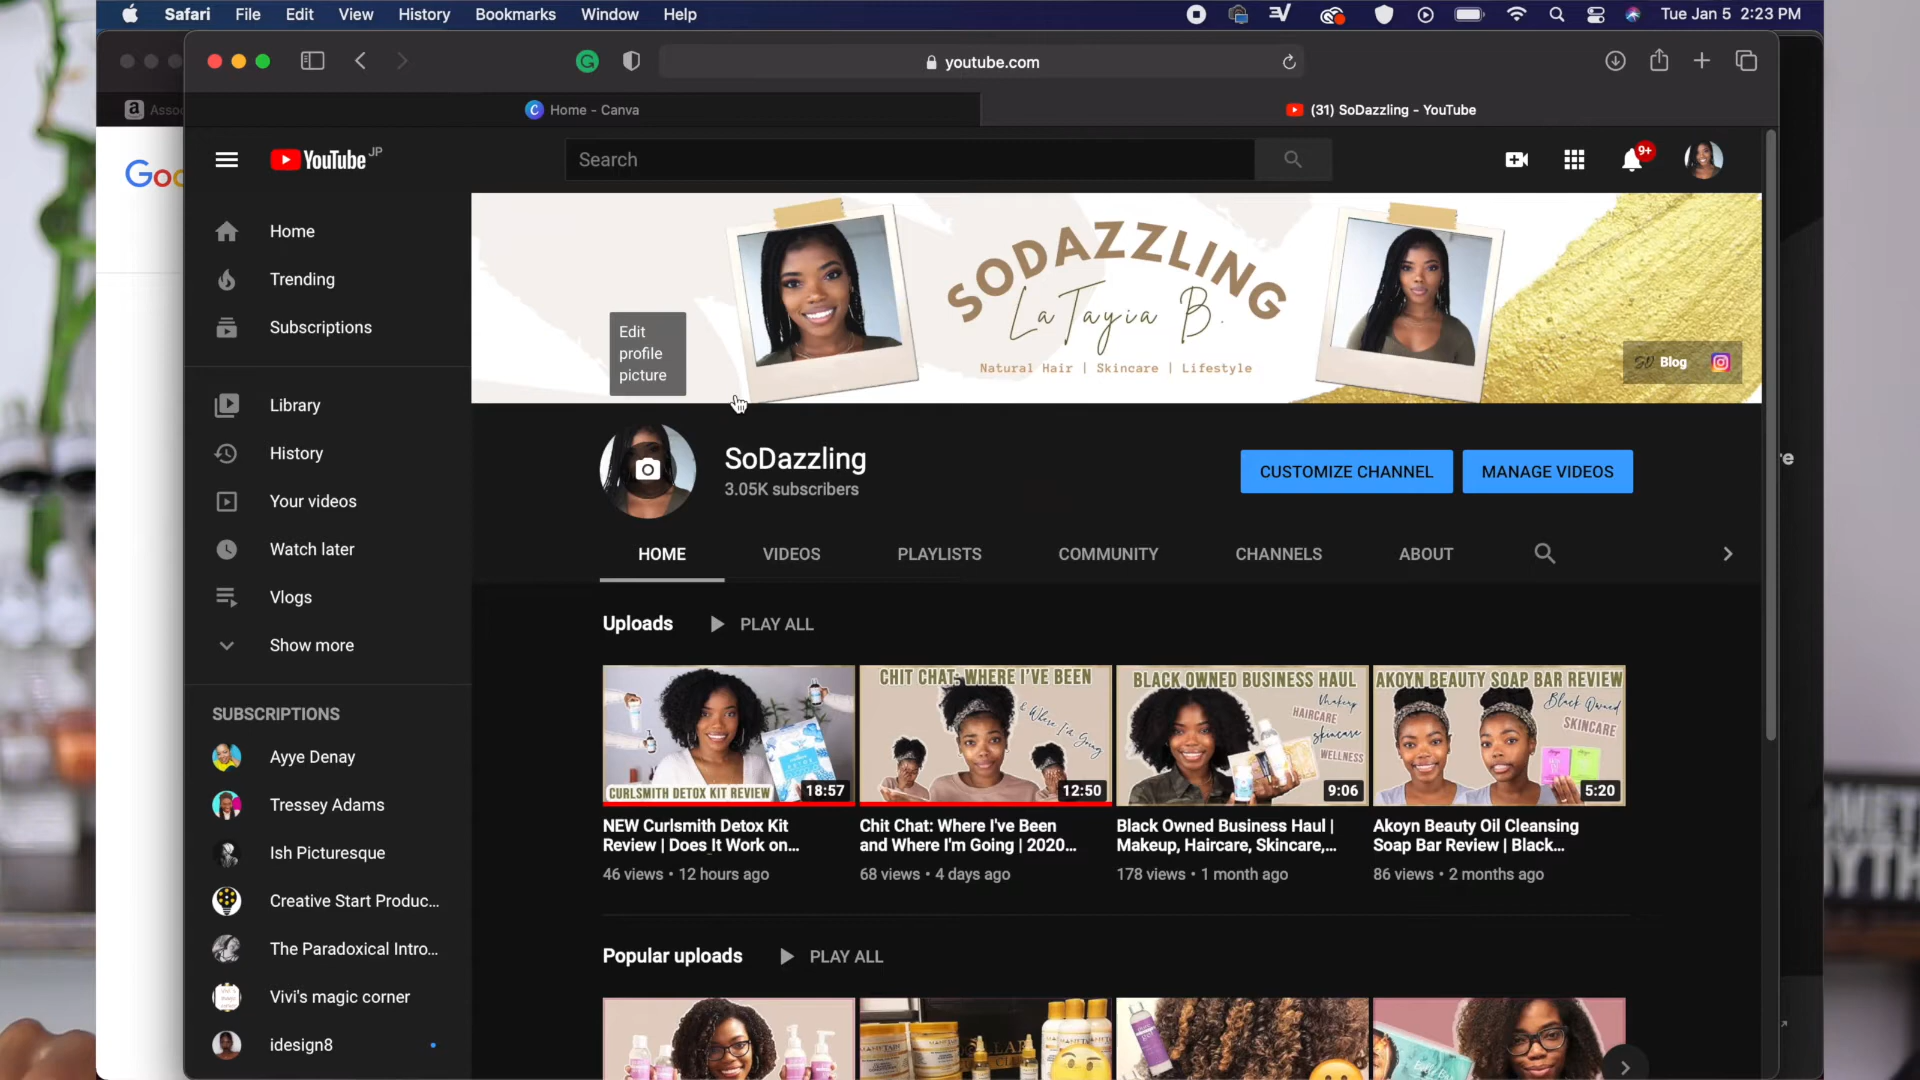 Safari File Edit View History Bookmarks Window Help Tue Jan 5 2:23 PM
youtube.com
Home - Canva
(31) SoDazzling - YouTube
YouTube JP
Search
9+
Home
Trending
Subscriptions
Library
History
Your videos
Watch later
Vlogs
Show more
SUBSCRIPTIONS
Ayye Denay
Tressey Adams
Ish Picturesque
Creative Start Produc...
The Paradoxical Intro...
Vivi's magic corner
idesign8
SODAZZLING
LaTayia B.
Natural Hair | Skincare | Lifestyle
Blog
Edit
profile
picture
SoDazzling
3.05K subscribers
CUSTOMIZE CHANNEL
MANAGE VIDEOS
HOME VIDEOS PLAYLISTS COMMUNITY CHANNELS ABOUT
Uploads PLAY ALL
CURLSMITH DETOX KIT REVIEW
18:57
NEW Curlsmith Detox Kit
Review | Does It Work on...
46 views • 12 hours ago
CHIT CHAT: WHERE I'VE BEEN
& Where I'm Going
12:50
Chit Chat: Where I've Been
and Where I'm Going | 2020...
68 views • 4 days ago
BLACK OWNED BUSINESS HAUL
Makeup
HAIRCARE
skincare
WELLNESS
9:06
Black Owned Business Haul |
Makeup, Haircare, Skincare,...
178 views • 1 month ago
AKOYN BEAUTY SOAP BAR REVIEW
Black Owned
SKINCARE
5:20
Akoyn Beauty Oil Cleansing
Soap Bar Review | Black...
86 views • 2 months ago
Popular uploads PLAY ALL